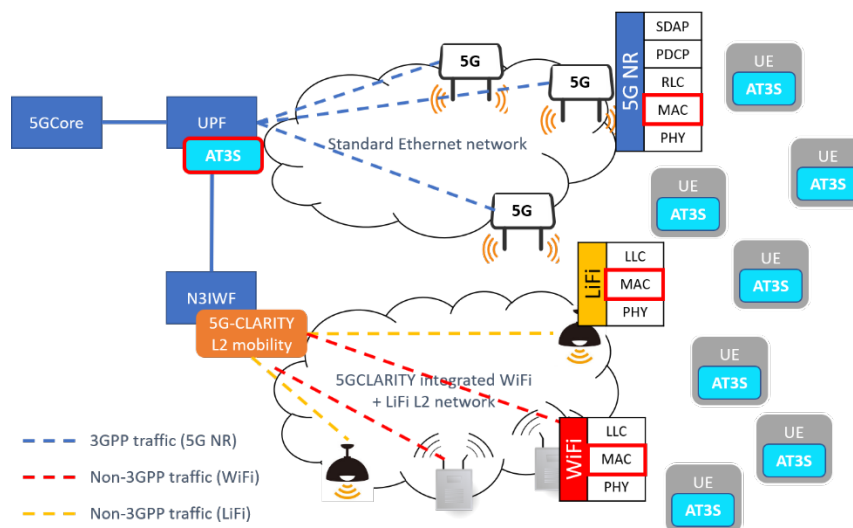 5GCore
UPF
AT3S
Standard Ethernet network
5G
5G
5G
5G NR
SDAP
PDCP
RLC
MAC
PHY
N3IWF
5G-CLARITY
L2 mobility
5GCLARITY integrated WiFi
+ LiFi L2 network
LiFi
LLC
MAC
PHY
WiFi
LLC
MAC
PHY
UE
AT3S
UE
AT3S
UE
AT3S
UE
AT3S
UE
AT3S
UE
AT3S
UE
AT3S
3GPP traffic (5G NR)
Non-3GPP traffic (WiFi)
Non-3GPP traffic (LiFi)